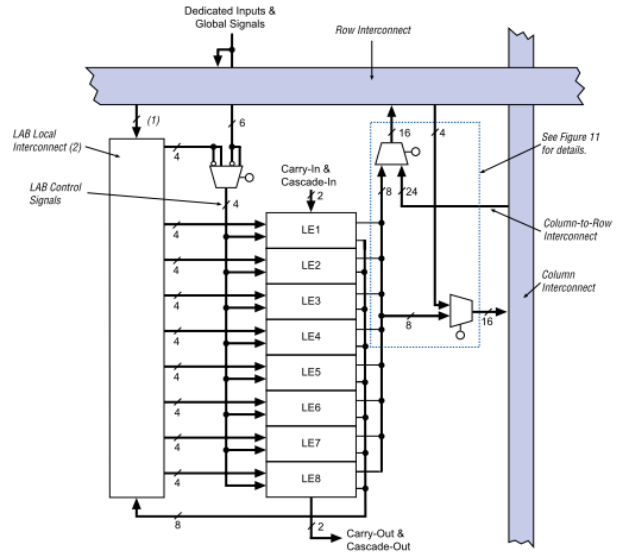 Dedicated Inputs &
Global Signals
Row Interconnect
(1)
6
16
4
LAB Local
Interconnect (2)
4
See Figure 11
for details.
Carry-In &
Cascade-In
LAB Control
Signals
4
2
8
24
LE1
4
Column-to-Row
Interconnect
LE2
4
Column
Interconnect
LE3
4
8
16
LE4
4
LE5
4
LE6
4
LE7
4
LE8
4
8
2
Carry-Out &
Cascade-Out